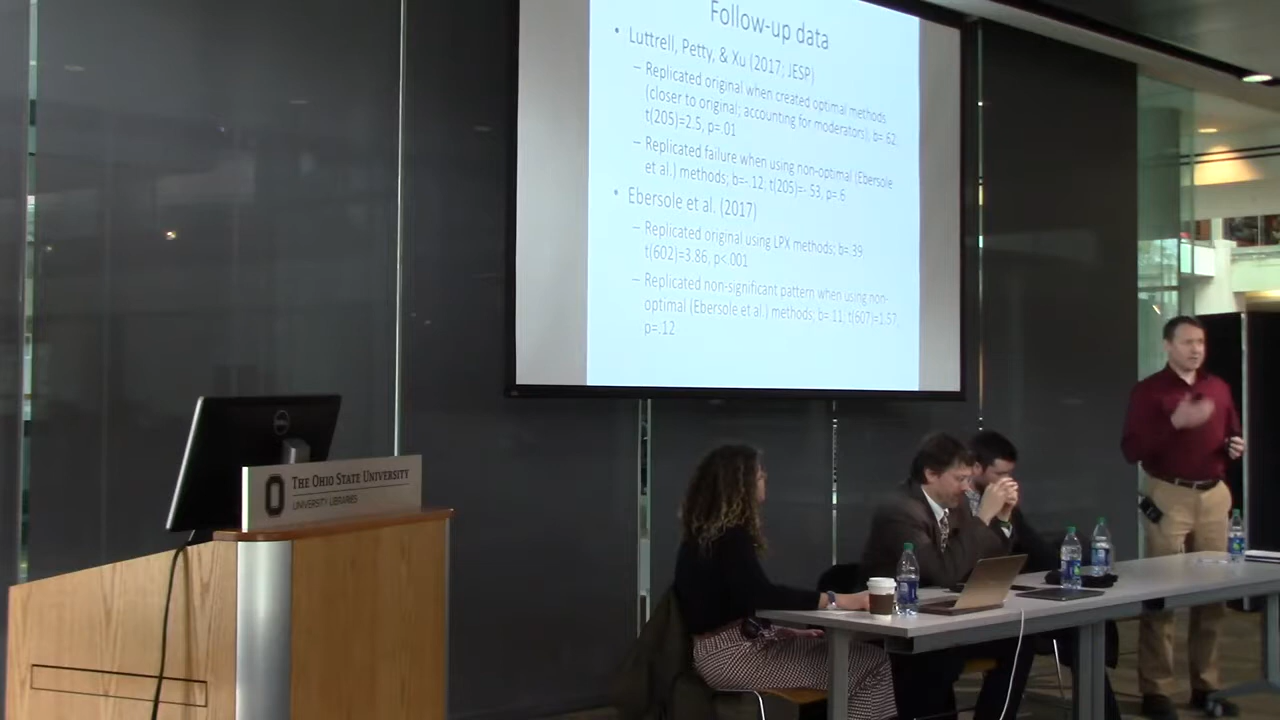 Follow-up data
• Luttrell, Petty, & Xu (2017; JESP)
– Replicated original when created optimal methods
(closer to original; accounting for moderators), b=.62,
t(205)=2.5, p=.01
– Replicated failure when using non-optimal (Ebersole
et al.) methods; b=-.12; t(205)=-.53, p=.6
• Ebersole et al. (2017)
– Replicated original using LPX methods; b=.39
t(602)=3.86, p<.001
– Replicated non-significant pattern when using non-
optimal (Ebersole et al.) methods; b=.11; t(607)=1.57,
p=.12
DELL
THE OHIO STATE UNIVERSITY
UNIVERSITY LIBRARIES